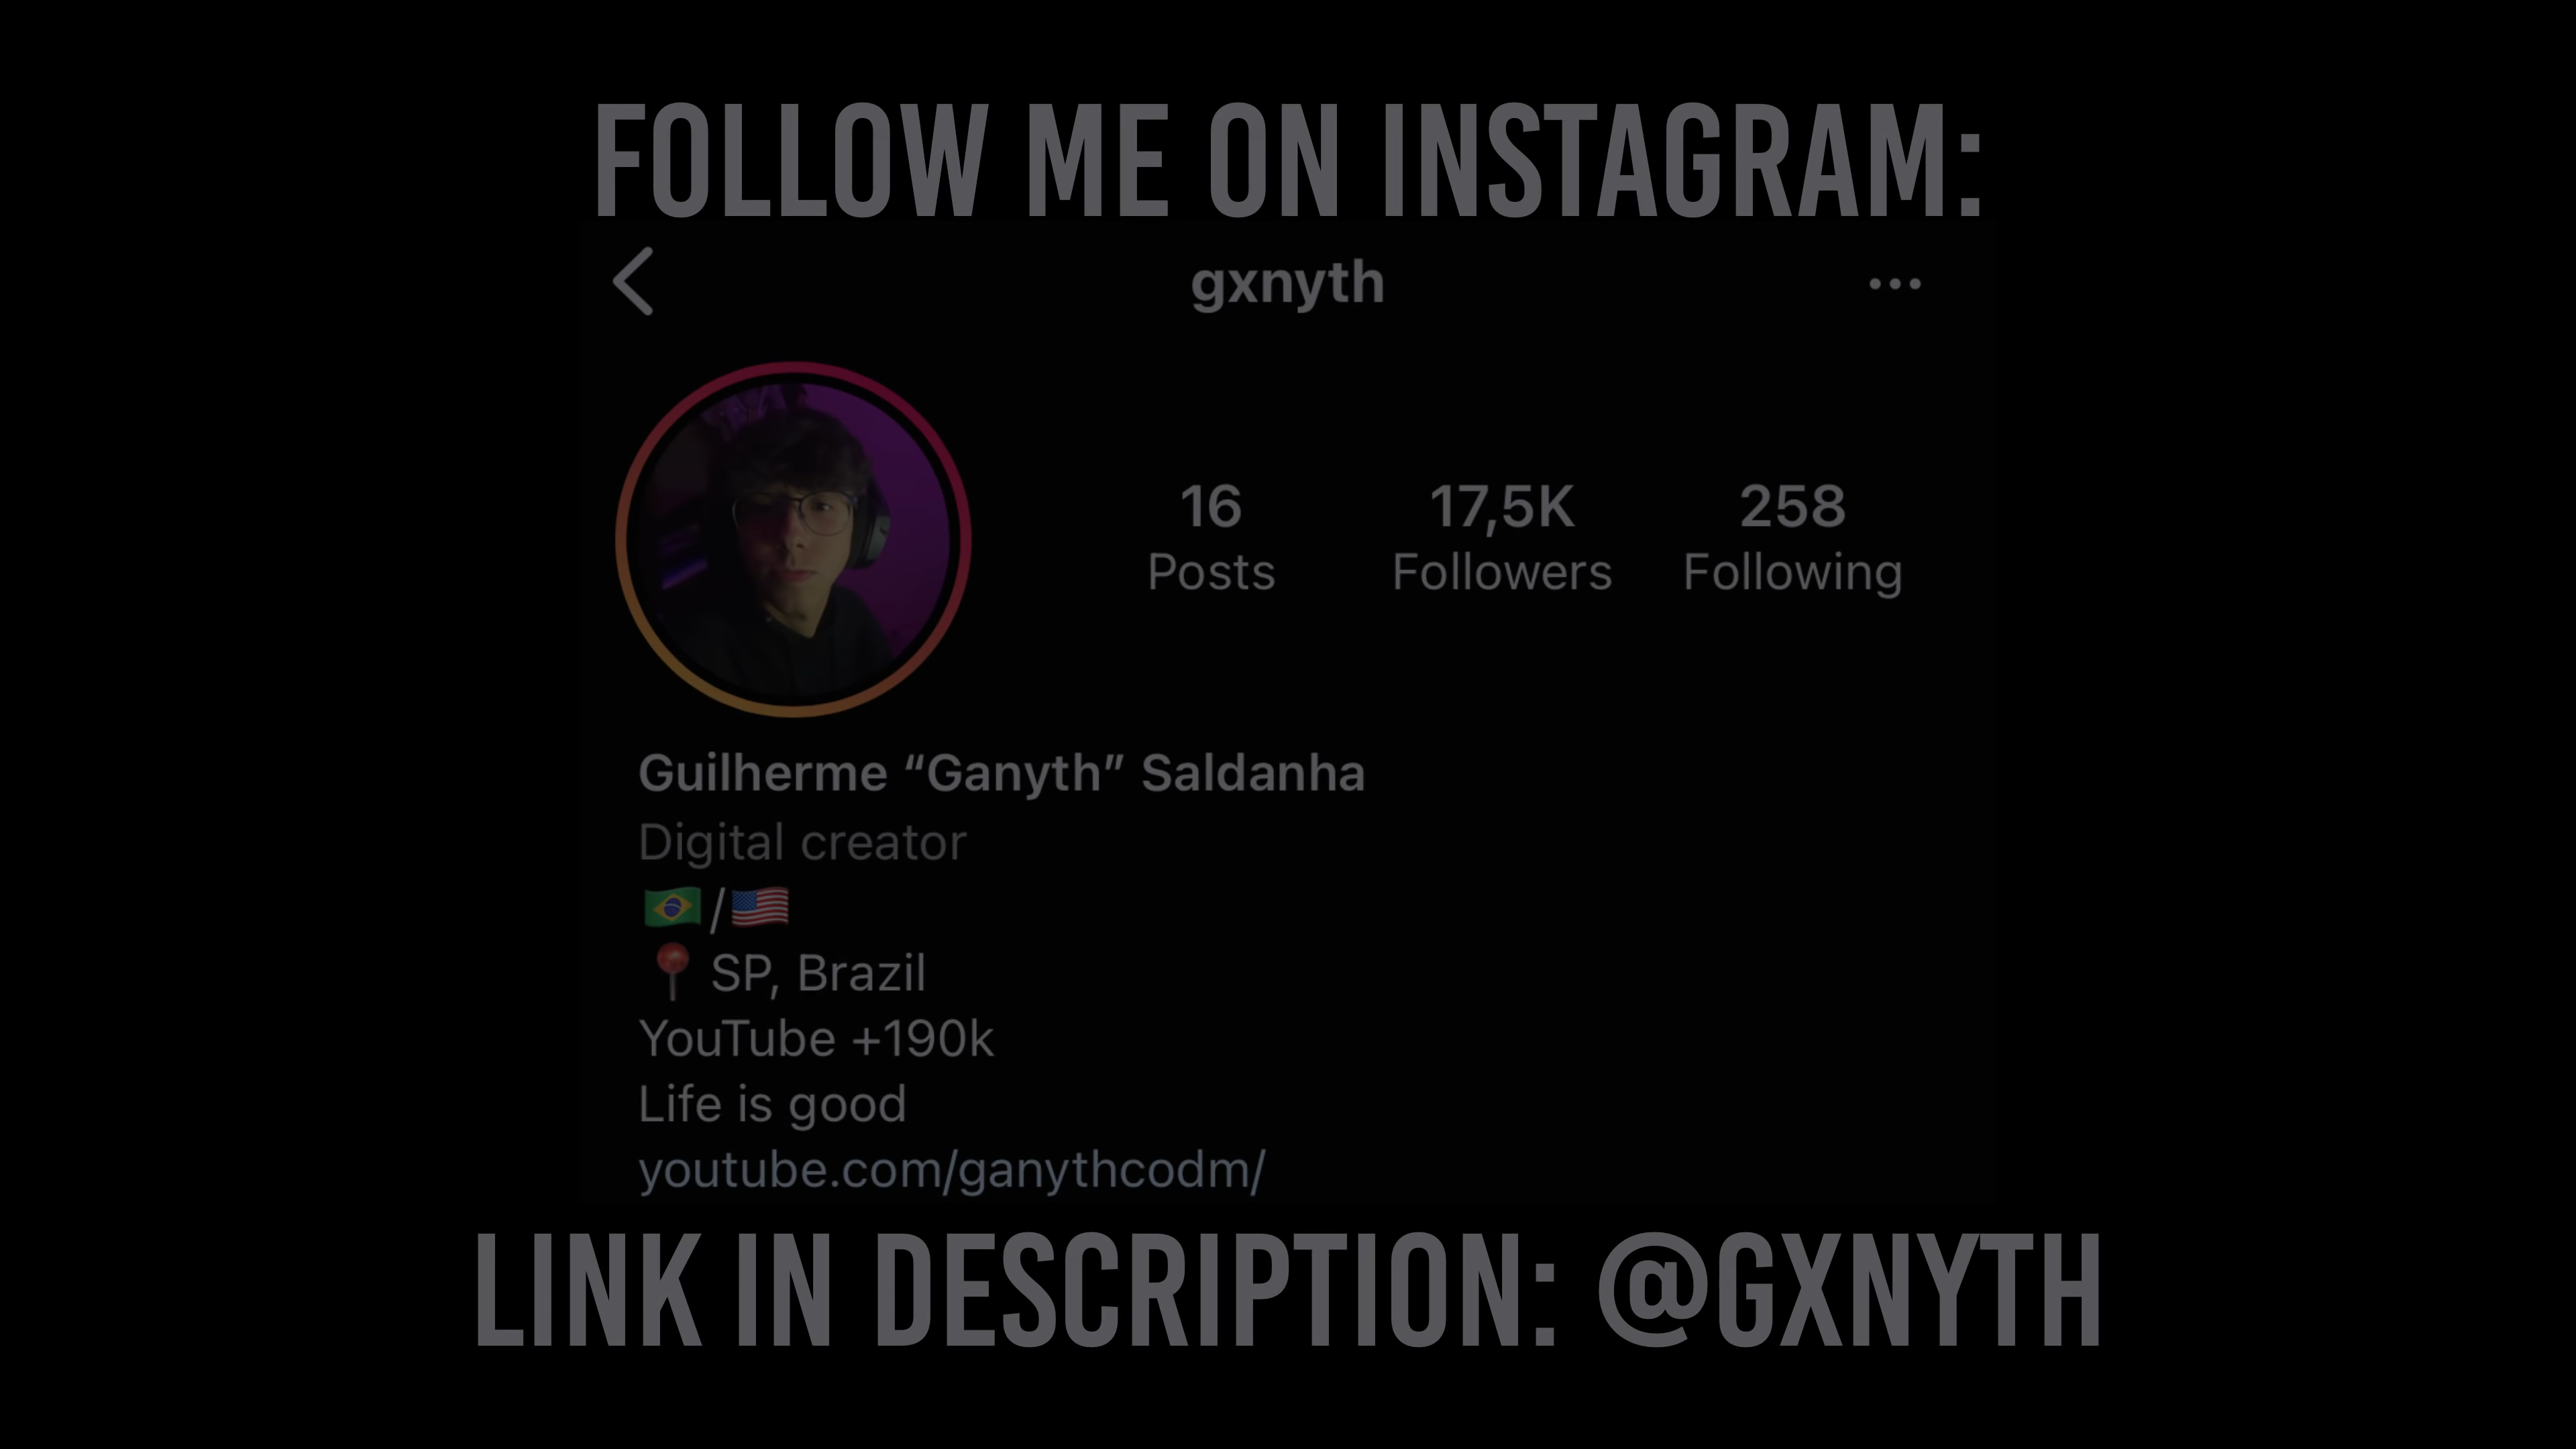 FOLLOW ME ON INSTAGRAM:
gxnyth
16 17,5K 258
Posts Followers Following
Guilherme “Ganyth” Saldanha
Digital creator
🇧🇷/🇺🇸
📍 SP, Brazil
YouTube +190k
Life is good
youtube.com/ganythcodm/
LINK IN DESCRIPTION: @GXNYTH